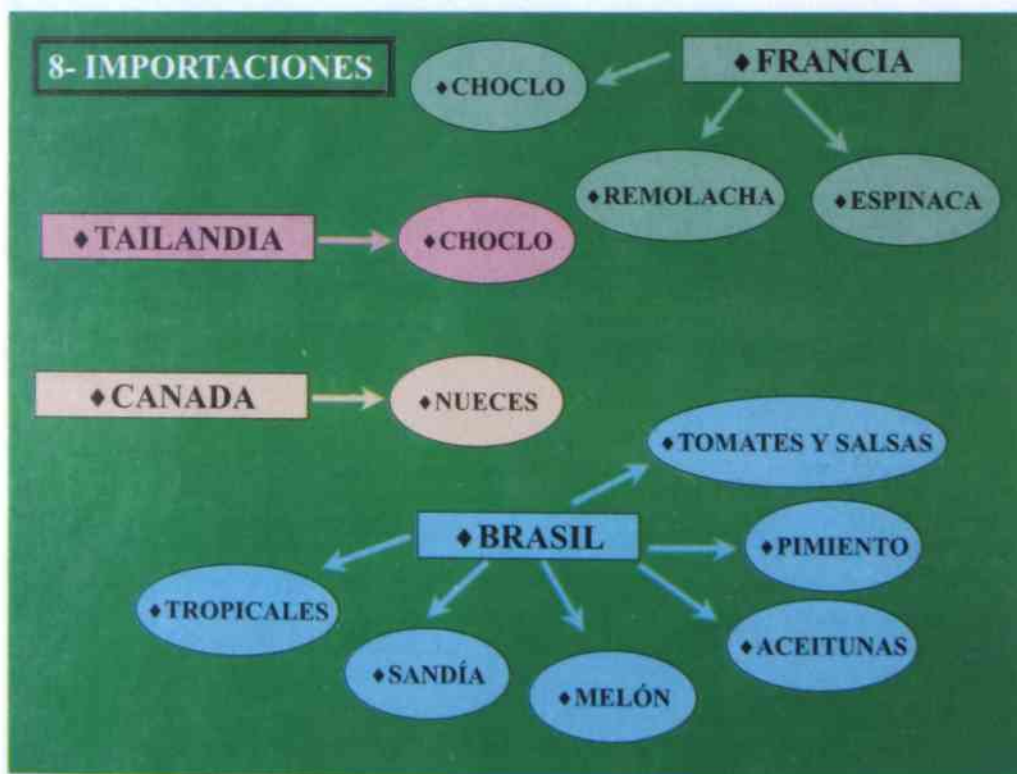 8- IMPORTACIONES
♦FRANCIA
♦CHOCLO
♦REMOLACHA
♦ESPINACA
♦TAILANDIA
♦CHOCLO
♦CANADA
♦NUECES
♦TOMATES Y SALSAS
♦BRASIL
♦PIMIENTO
♦TROPICALES
♦ACEITUNAS
♦SANDÍA
♦MELÓN